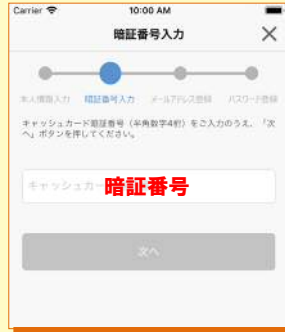 Carrier 10:00 AM
暗証番号入力
本人情報入力 暗証番号入力 メールアドレス登録 パスワード登録
キャッシュカード暗証番号（半角数字4桁）をご入力のうえ、「次
へ」ボタンを押してください。
キャッシュカー 暗証番号
次へ